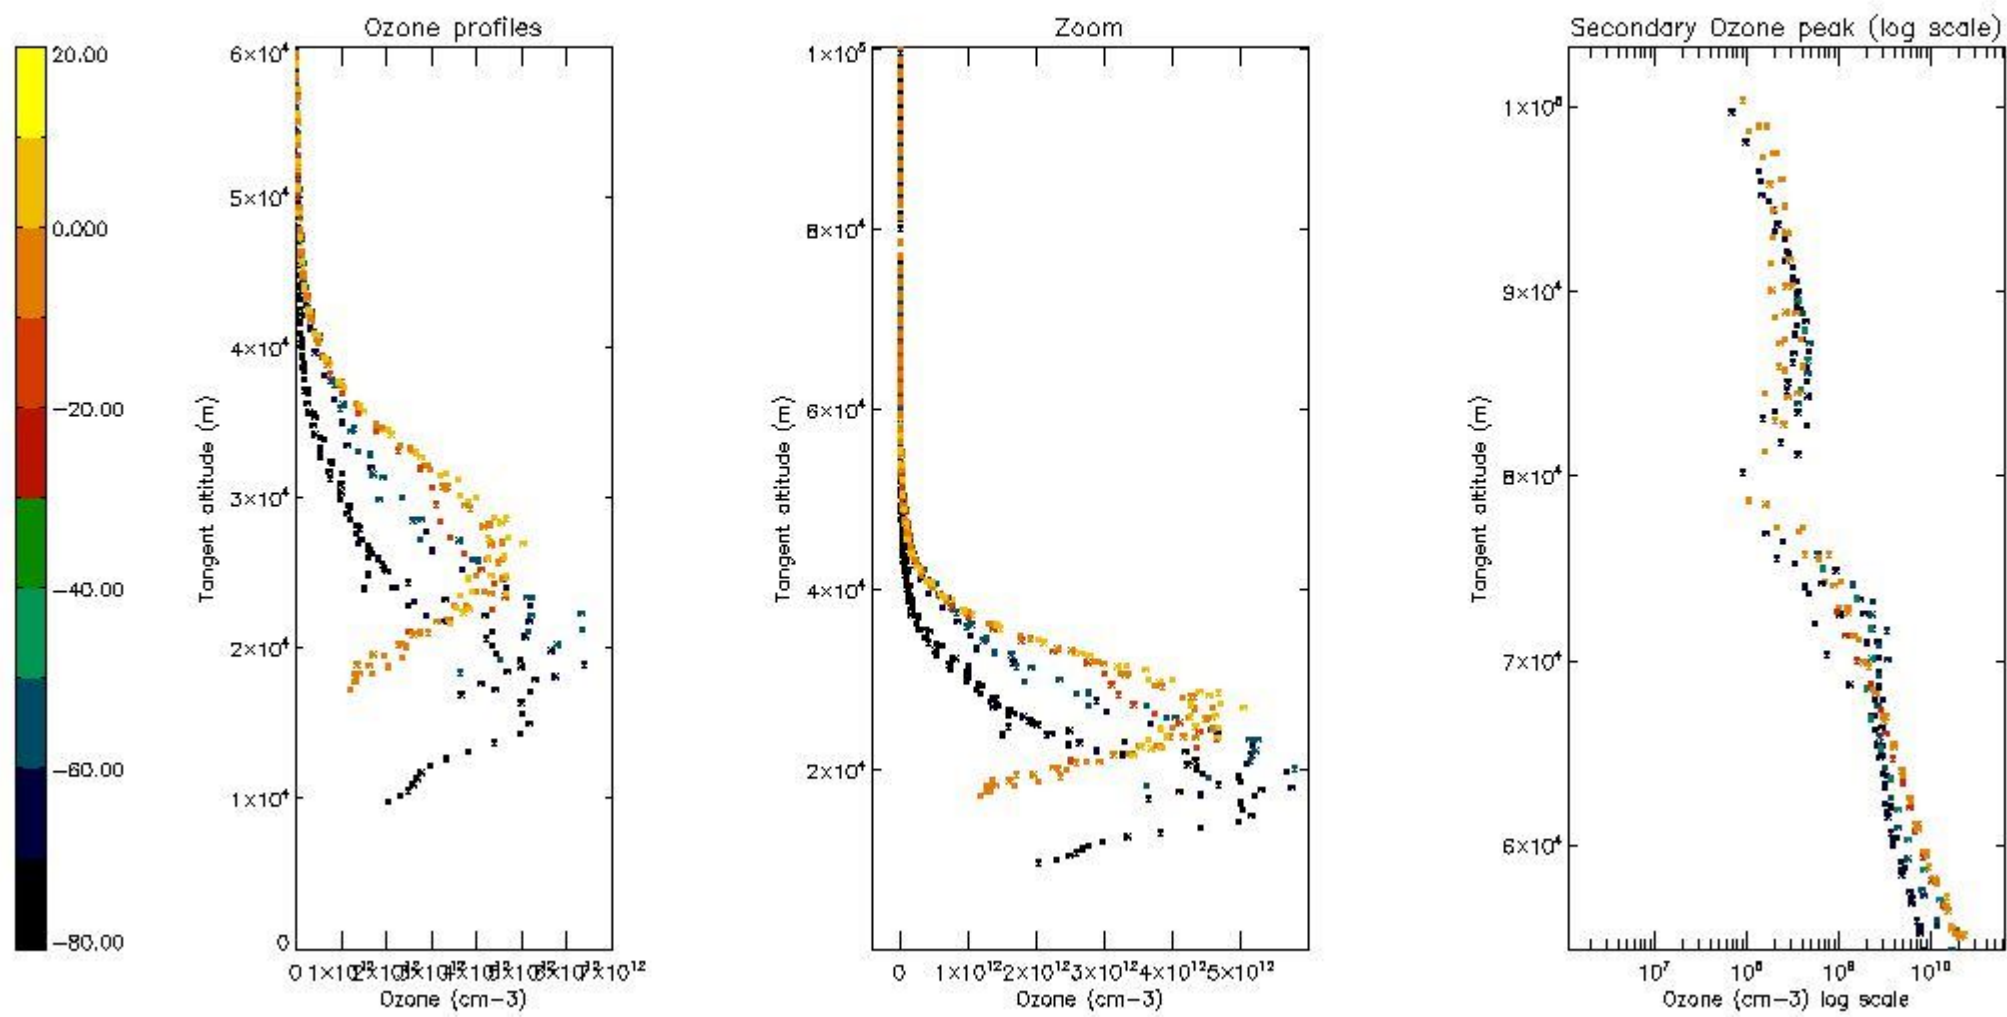 Ozone profiles
Zoom
Secondary Ozone peak (log scale)
20.00
0.000
−20.00
−40.00
−60.00
−80.00
6×10⁴
5×10⁴
4×10⁴
3×10⁴
2×10⁴
1×10⁴
0
Tangent altitude (m)
0
7×10¹²
Ozone (cm−3)
1×10⁵
8×10⁴
6×10⁴
4×10⁴
2×10⁴
Tangent altitude (m)
0 1×10¹² 2×10¹² 3×10¹² 4×10¹² 5×10¹²
Ozone (cm−3)
9×10⁴
8×10⁴
7×10⁴
6×10⁴
Tangent altitude (m)
10⁷ 10⁸ 10⁹ 10¹⁰
Ozone (cm−3) log scale